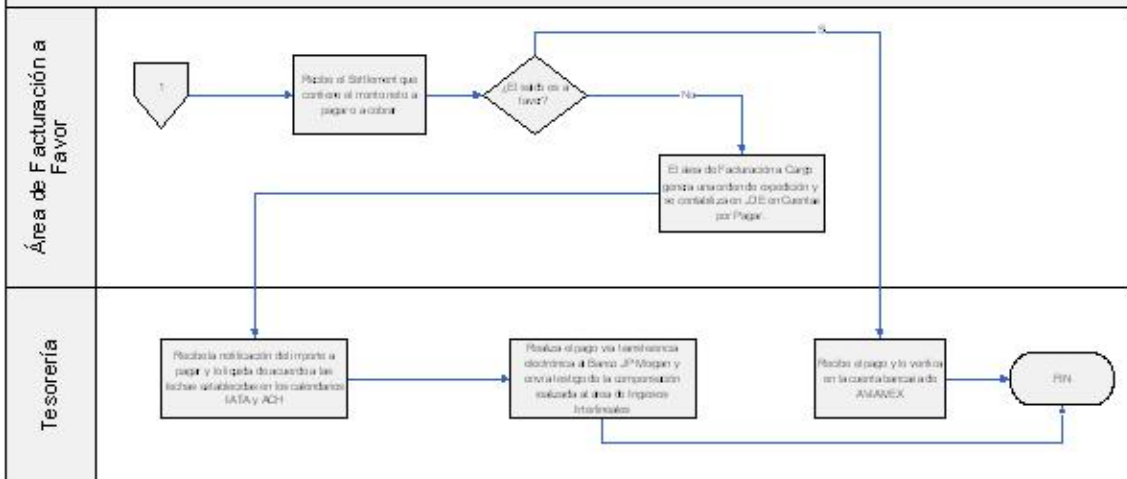 Área de Facturación a
Favor
1
Recibe el Settlement que
contiene el monto neto a
pagar o a cobrar
¿El saldo es a
favor?
Si
No
El área de Facturación a Cargo
genera una orden de expedición y
se contabiliza en JDE en Cuentas
por Pagar.
Tesorería
Recibe la notificación del importe a
pagar y lo liquida de acuerdo a las
fechas establecidas en los calendarios
IATA y ACH
Realiza el pago vía transferencia
electrónica al Banco JP Morgan y
envía testigo de la compensación
realizada al área de Ingresos
Interlineales
Recibe el pago y lo verifica
en la cuenta bancaria de
AVIAMEX
FIN